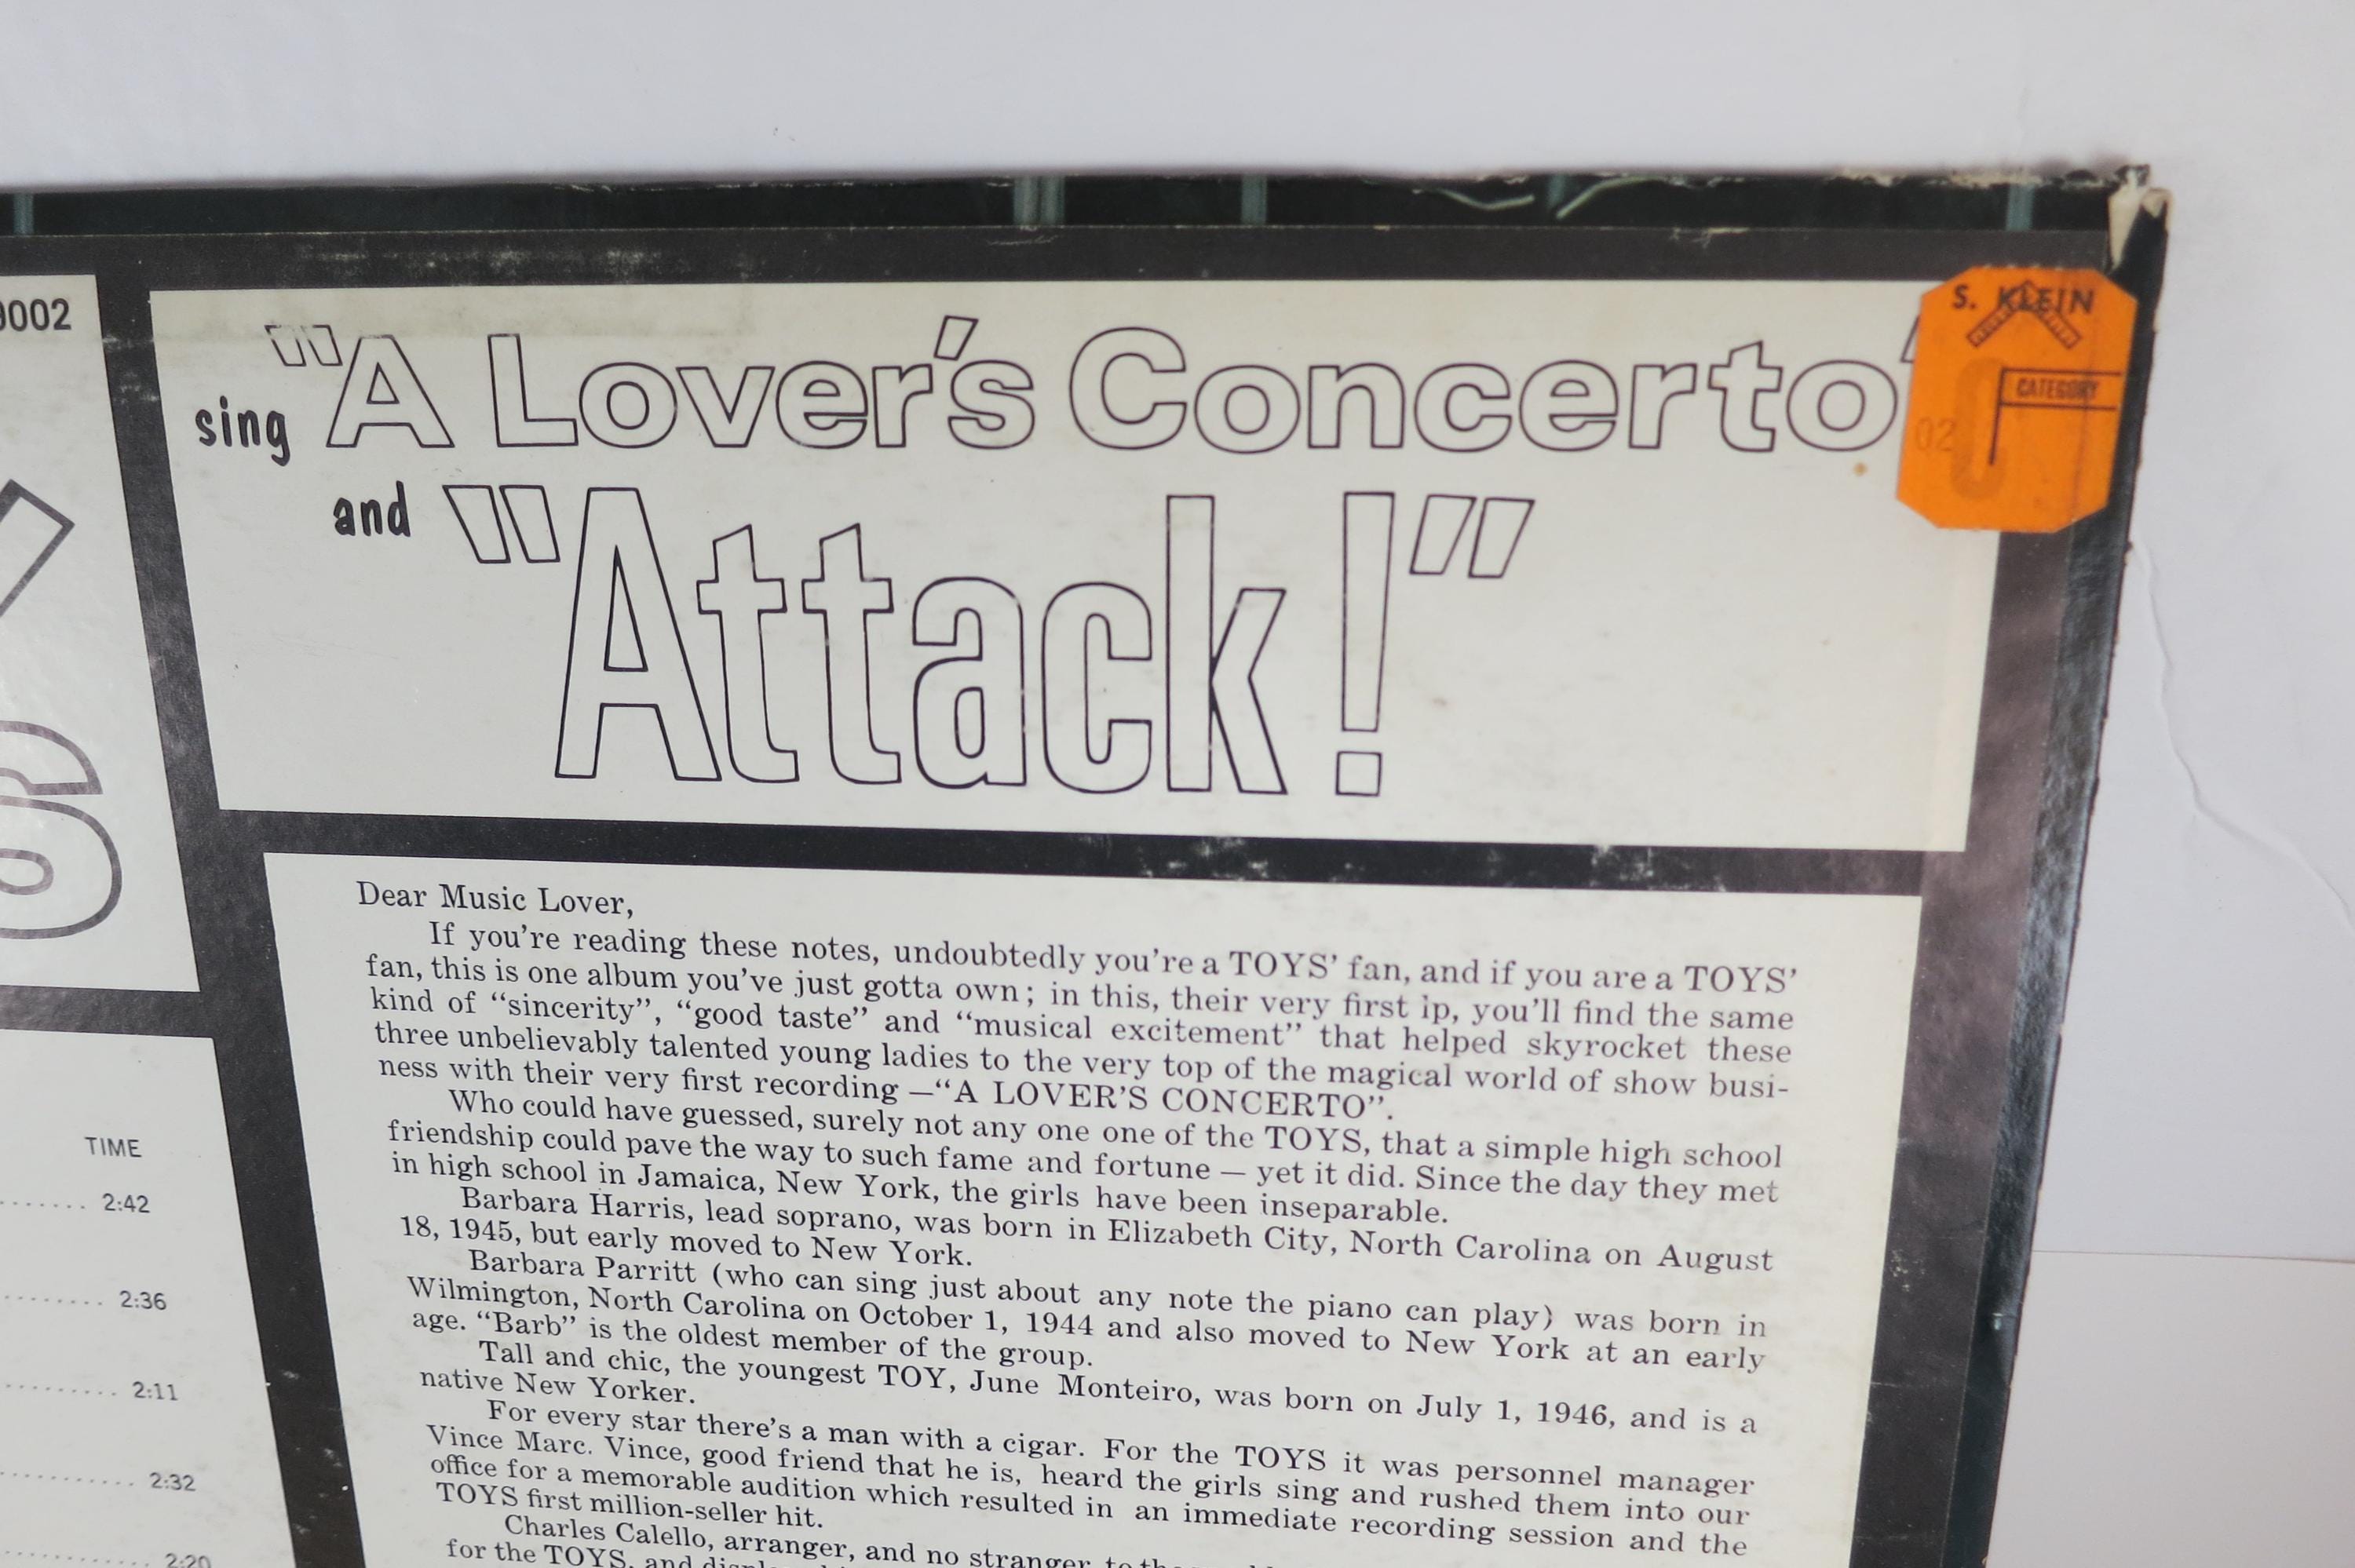 9002
sing "A Lover's Concerto"
and "Attack!"
S. KLEIN
CATEGORY
02
TIME
2:42
2:36
2:11
2:32
2:20
Dear Music Lover,
If you're reading these notes, undoubtedly you're a TOYS' fan, and if you are a TOYS'
fan, this is one album you've just gotta own; in this, their very first lp, you'll find the same
kind of "sincerity", "good taste" and "musical excitement" that helped skyrocket these
three unbelievably talented young ladies to the very top of the magical world of show busi-
ness with their very first recording —"A LOVER'S CONCERTO".
Who could have guessed, surely not any one one of the TOYS, that a simple high school
friendship could pave the way to such fame and fortune — yet it did. Since the day they met
in high school in Jamaica, New York, the girls have been inseparable.
Barbara Harris, lead soprano, was born in Elizabeth City, North Carolina on August
18, 1945, but early moved to New York.
Barbara Parritt (who can sing just about any note the piano can play) was born in
Wilmington, North Carolina on October 1, 1944 and also moved to New York at an early
age. "Barb" is the oldest member of the group.
Tall and chic, the youngest TOY, June Monteiro, was born on July 1, 1946, and is a
native New Yorker.
For every star there's a man with a cigar. For the TOYS it was personnel manager
Vince Marc. Vince, good friend that he is, heard the girls sing and rushed them into our
office for a memorable audition which resulted in an immediate recording session and the
TOYS first million-seller hit.
Charles Calello, arranger, and no stranger to the
for the TOYS, and